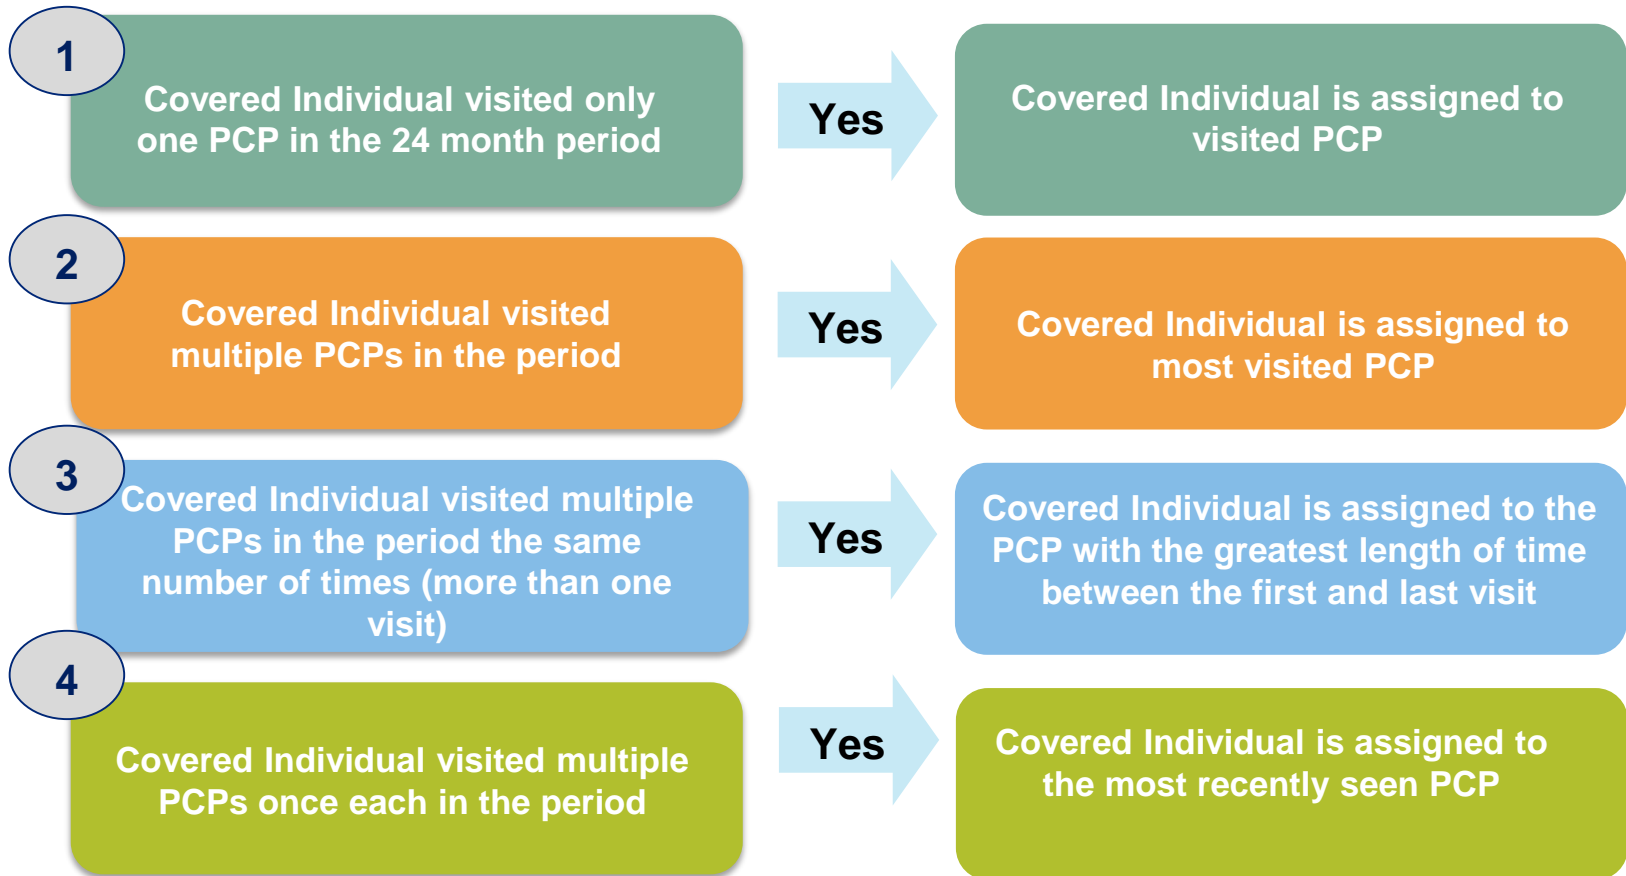 1
Covered Individual visited only
one PCP in the 24 month period
Yes
Covered Individual is assigned to
visited PCP
2
Covered Individual visited
multiple PCPs in the period
Yes
Covered Individual is assigned to
most visited PCP
3
Covered Individual visited multiple
PCPs in the period the same
number of times (more than one
visit)
Yes
Covered Individual is assigned to the
PCP with the greatest length of time
between the first and last visit
4
Covered Individual visited multiple
PCPs once each in the period
Yes
Covered Individual is assigned to
the most recently seen PCP